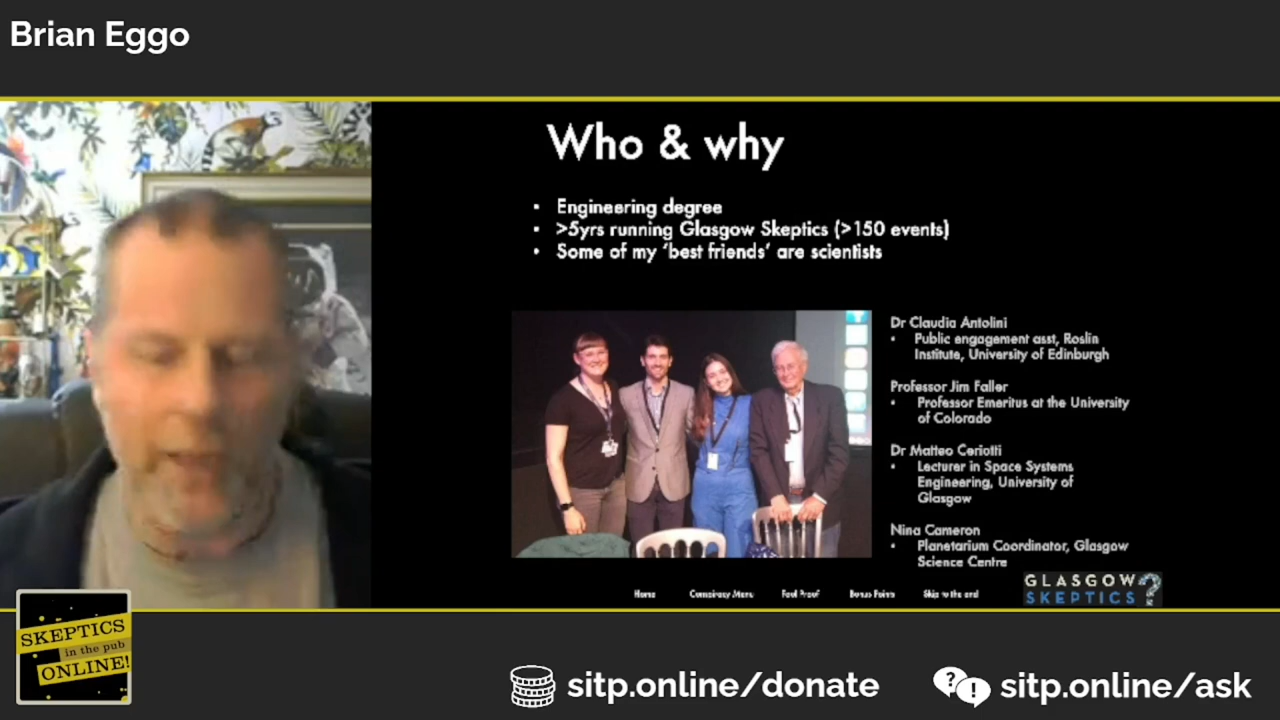 Brian Eggo
Who & why
• Engineering degree
• >5yrs running Glasgow Skeptics (>150 events)
• Some of my ‘best friends’ are scientists
Dr Claudia Antolini
• Public engagement asst, Roslin
Institute, University of Edinburgh
Professor Jim Faller
• Professor Emeritus at the University
of Colorado
Dr Matteo Ceriotti
• Lecturer in Space Systems
Engineering, University of
Glasgow
Nina Cameron
• Planetarium Coordinator, Glasgow
Science Centre
Home Conspiracy Menu Fool Proof Bonus Points Skip to the end
GLASGOW
SKEPTICS
SKEPTICS
in the pub
ONLINE!
sitp.online/donate
sitp.online/ask